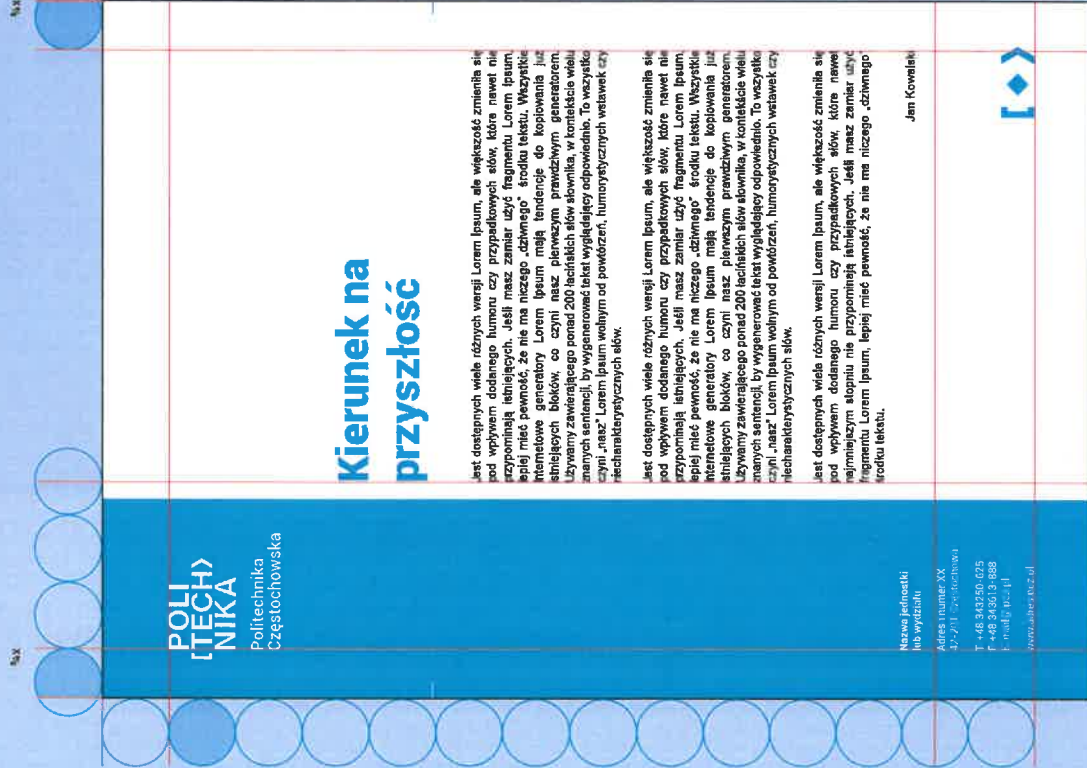 POLI
[TECH>
NIKA
Politechnika
Częstochowska
Kierunek na
przyszłość
Jest dostępnych wiele różnych wersji Lorem Ipsum, ale większość zmieniła się
pod wpływem dodanego humoru czy przypadkowych słów, które nawet nie
przypominają istniejących. Jeśli masz zamiar użyć fragmentu Lorem Ipsum,
lepiej mieć pewność, że nie ma niczego „dziwnego" środku tekstu. Wszystkie
Internetowe generatory Lorem Ipsum mają tendencje do kopiowania już
istniejących bloków, co czyni nasz pierwszym prawdziwym generatorem.
Używamy zawierającego ponad 200 łacińskich słów słownika, w kontekście wielu
znanych sentencji, by wygenerować tekst wyglądający odpowiednio. To wszystko
czyni „nasz" Lorem Ipsum wolnym od powtórzeń, humorystycznych wstawek czy
niecharakterystycznych słów.
Jest dostępnych wiele różnych wersji Lorem Ipsum, ale większość zmieniła się
pod wpływem dodanego humoru czy przypadkowych słów, które nawet nie
przypominają istniejących. Jeśli masz zamiar użyć fragmentu Lorem Ipsum,
lepiej mieć pewność, że nie ma niczego „dziwnego" środku tekstu. Wszystkie
Internetowe generatory Lorem Ipsum mają tendencje do kopiowania już
istniejących bloków, co czyni nasz pierwszym prawdziwym generatorem.
Używamy zawierającego ponad 200 łacińskich słów słownika, w kontekście wielu
znanych sentencji, by wygenerować tekst wyglądający odpowiednio. To wszystko
czyni „nasz" Lorem Ipsum wolnym od powtórzeń, humorystycznych wstawek czy
niecharakterystycznych słów.
Jest dostępnych wiele różnych wersji Lorem Ipsum, ale większość zmieniła się
pod wpływem dodanego humoru czy przypadkowych słów, które nawet
najmniejszym stopniu nie przypominają istniejących. Jeśli masz zamiar użyć
fragmentu Lorem Ipsum, lepiej mieć pewność, że nie ma niczego „dziwnego"
środku tekstu.
Jan Kowalski
Nazwa jednostki
lub wydziału
Adres i numer XX
42-201 Częstochowa
T +48 343250-625
F +48 343613-888